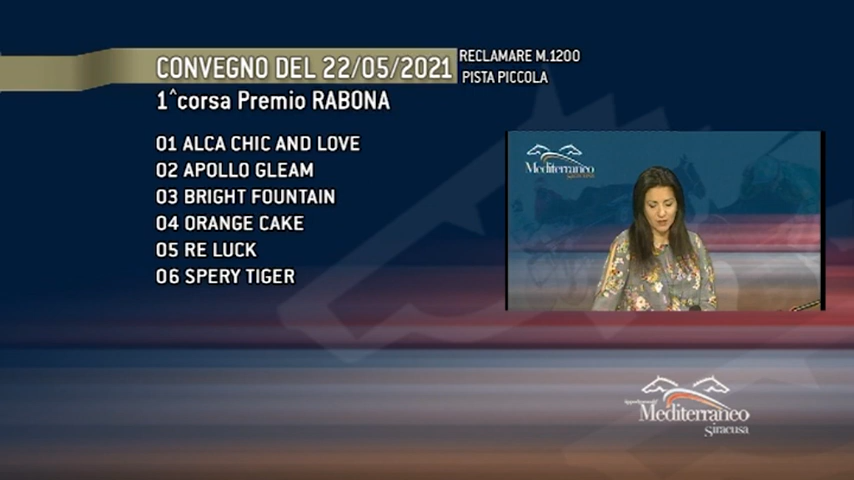 CONVEGNO DEL 22/05/2021
RECLAMARE M.1200
PISTA PICCOLA
1^corsa Premio RABONA
01 ALCA CHIC AND LOVE
02 APOLLO GLEAM
03 BRIGHT FOUNTAIN
04 ORANGE CAKE
05 RE LUCK
06 SPERY TIGER
Mediterraneo
Mediterraneo
Siracusa